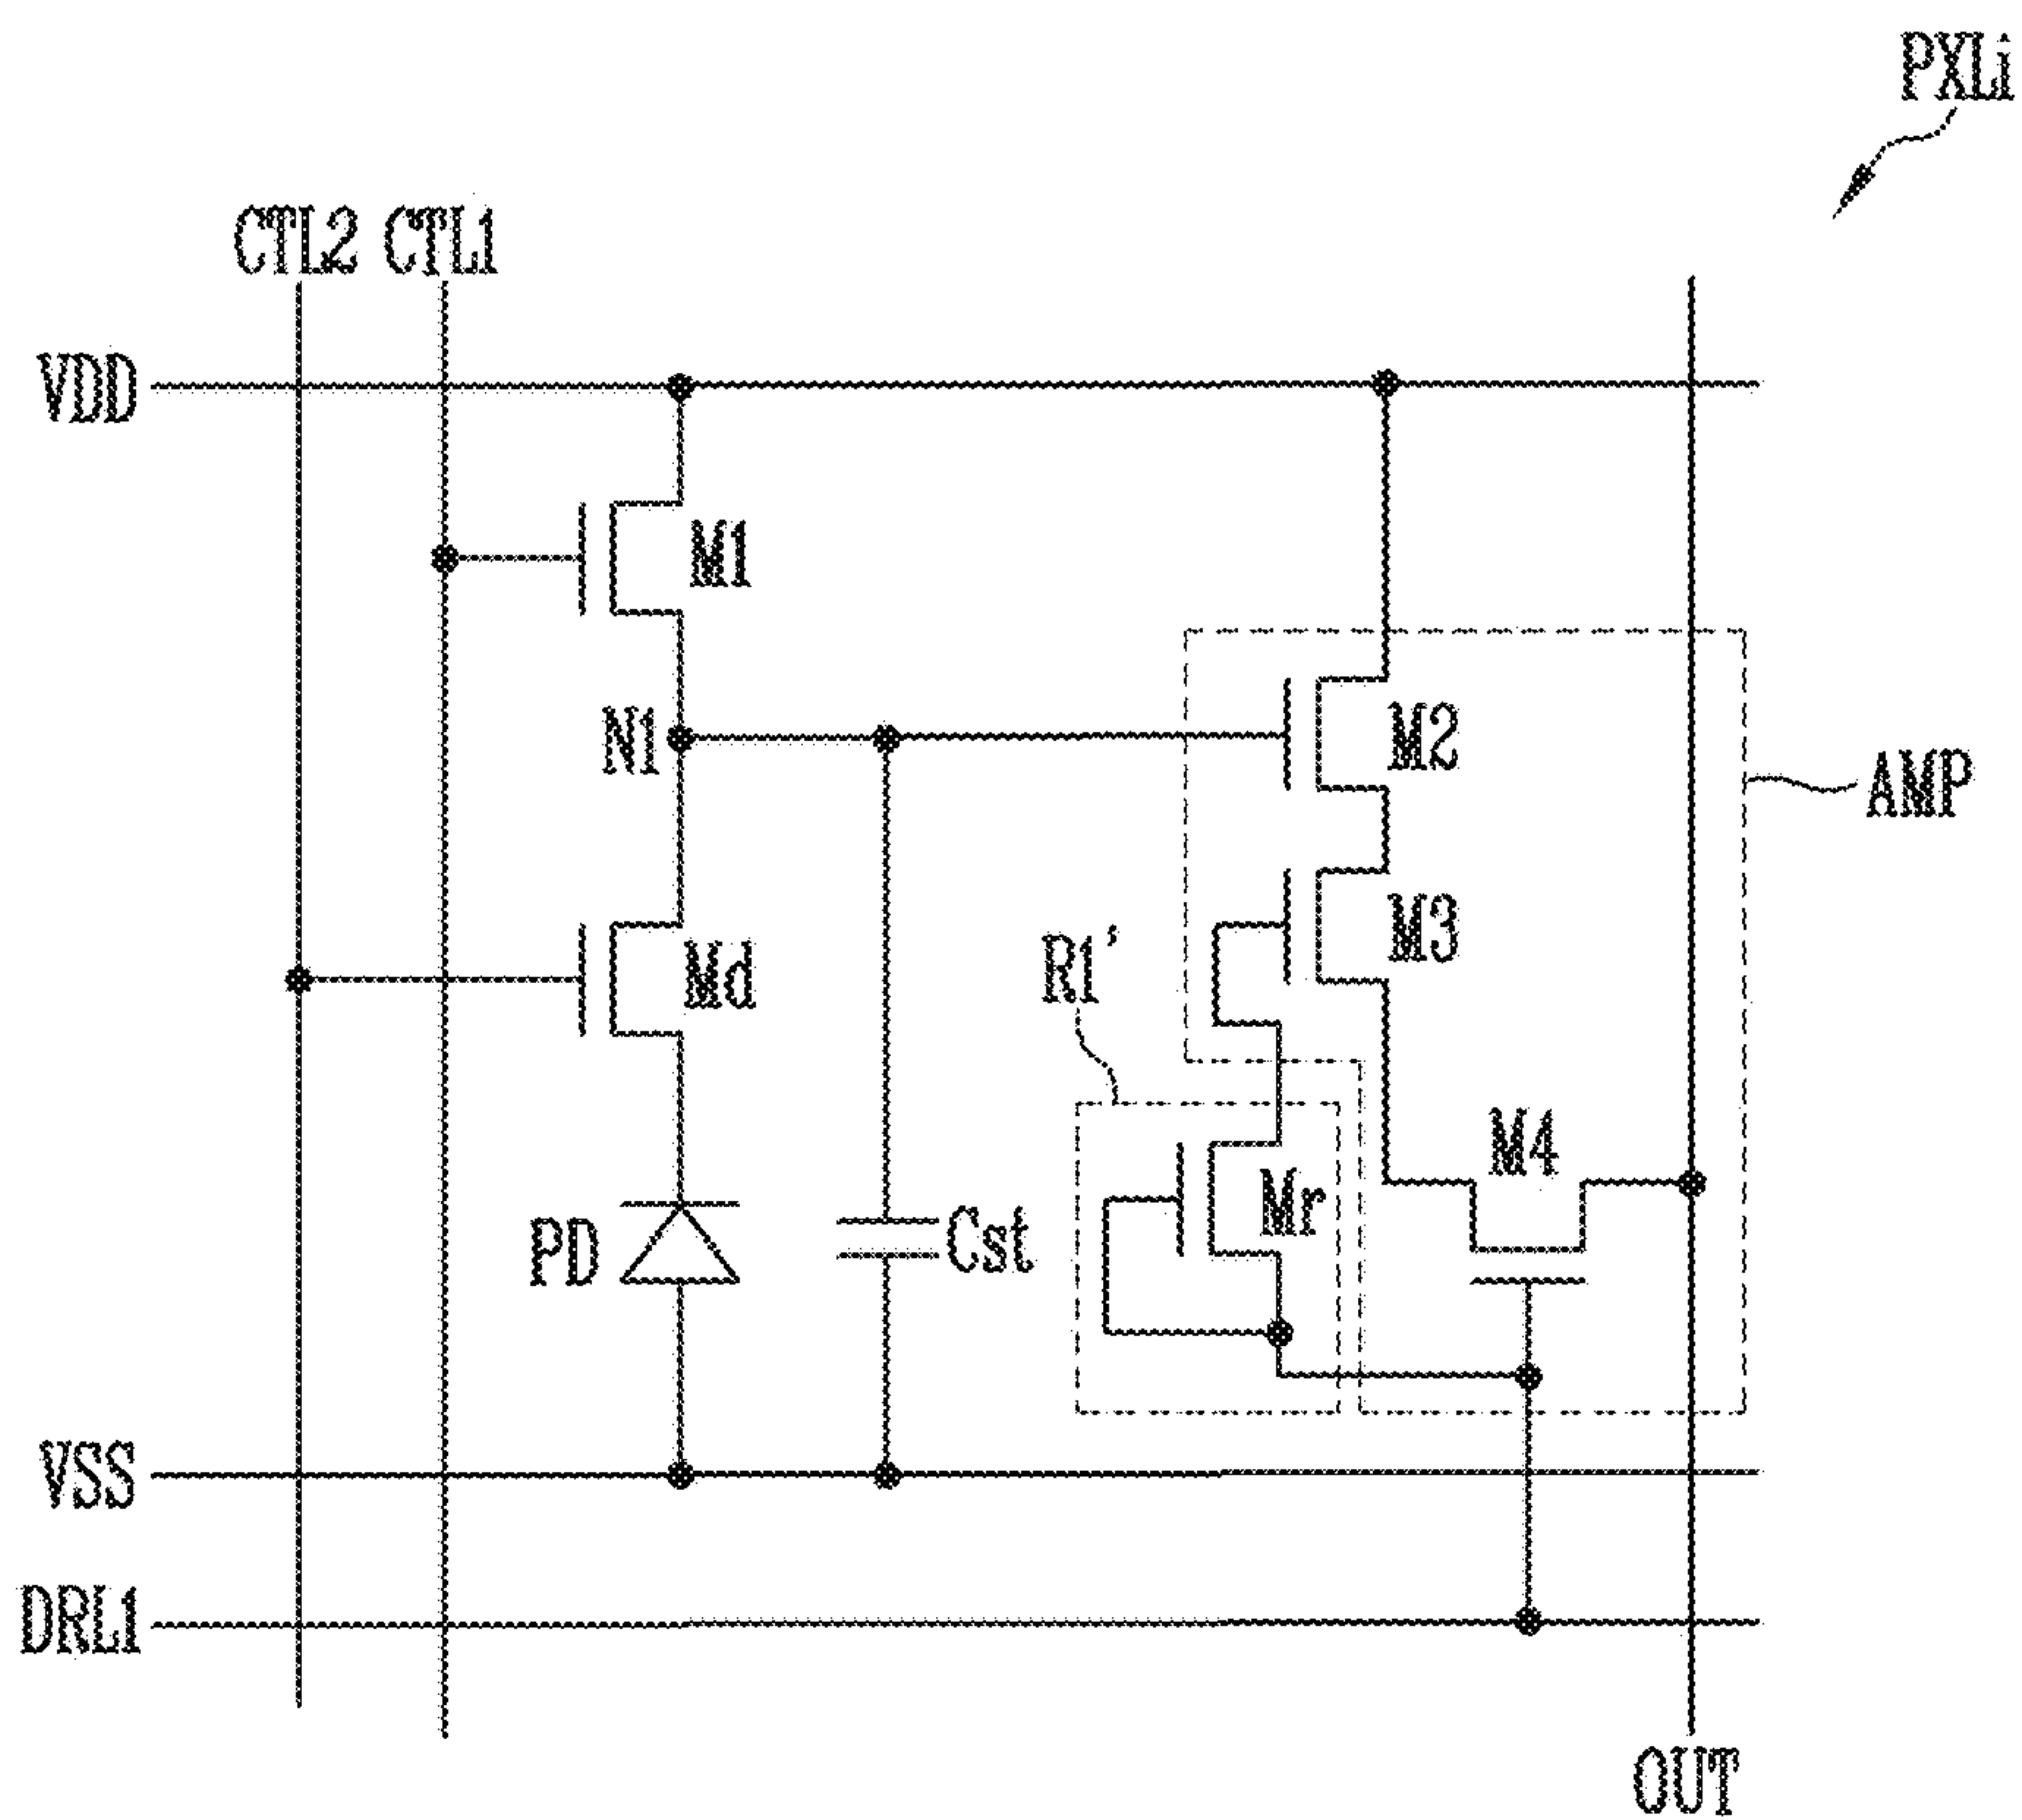 PXLi
CTL2 CTL1
VDD
M1
N1
M2
AMP
M3
Md
R1'
M4
Mr
PD
Cst
VSS
DRL1
OUT